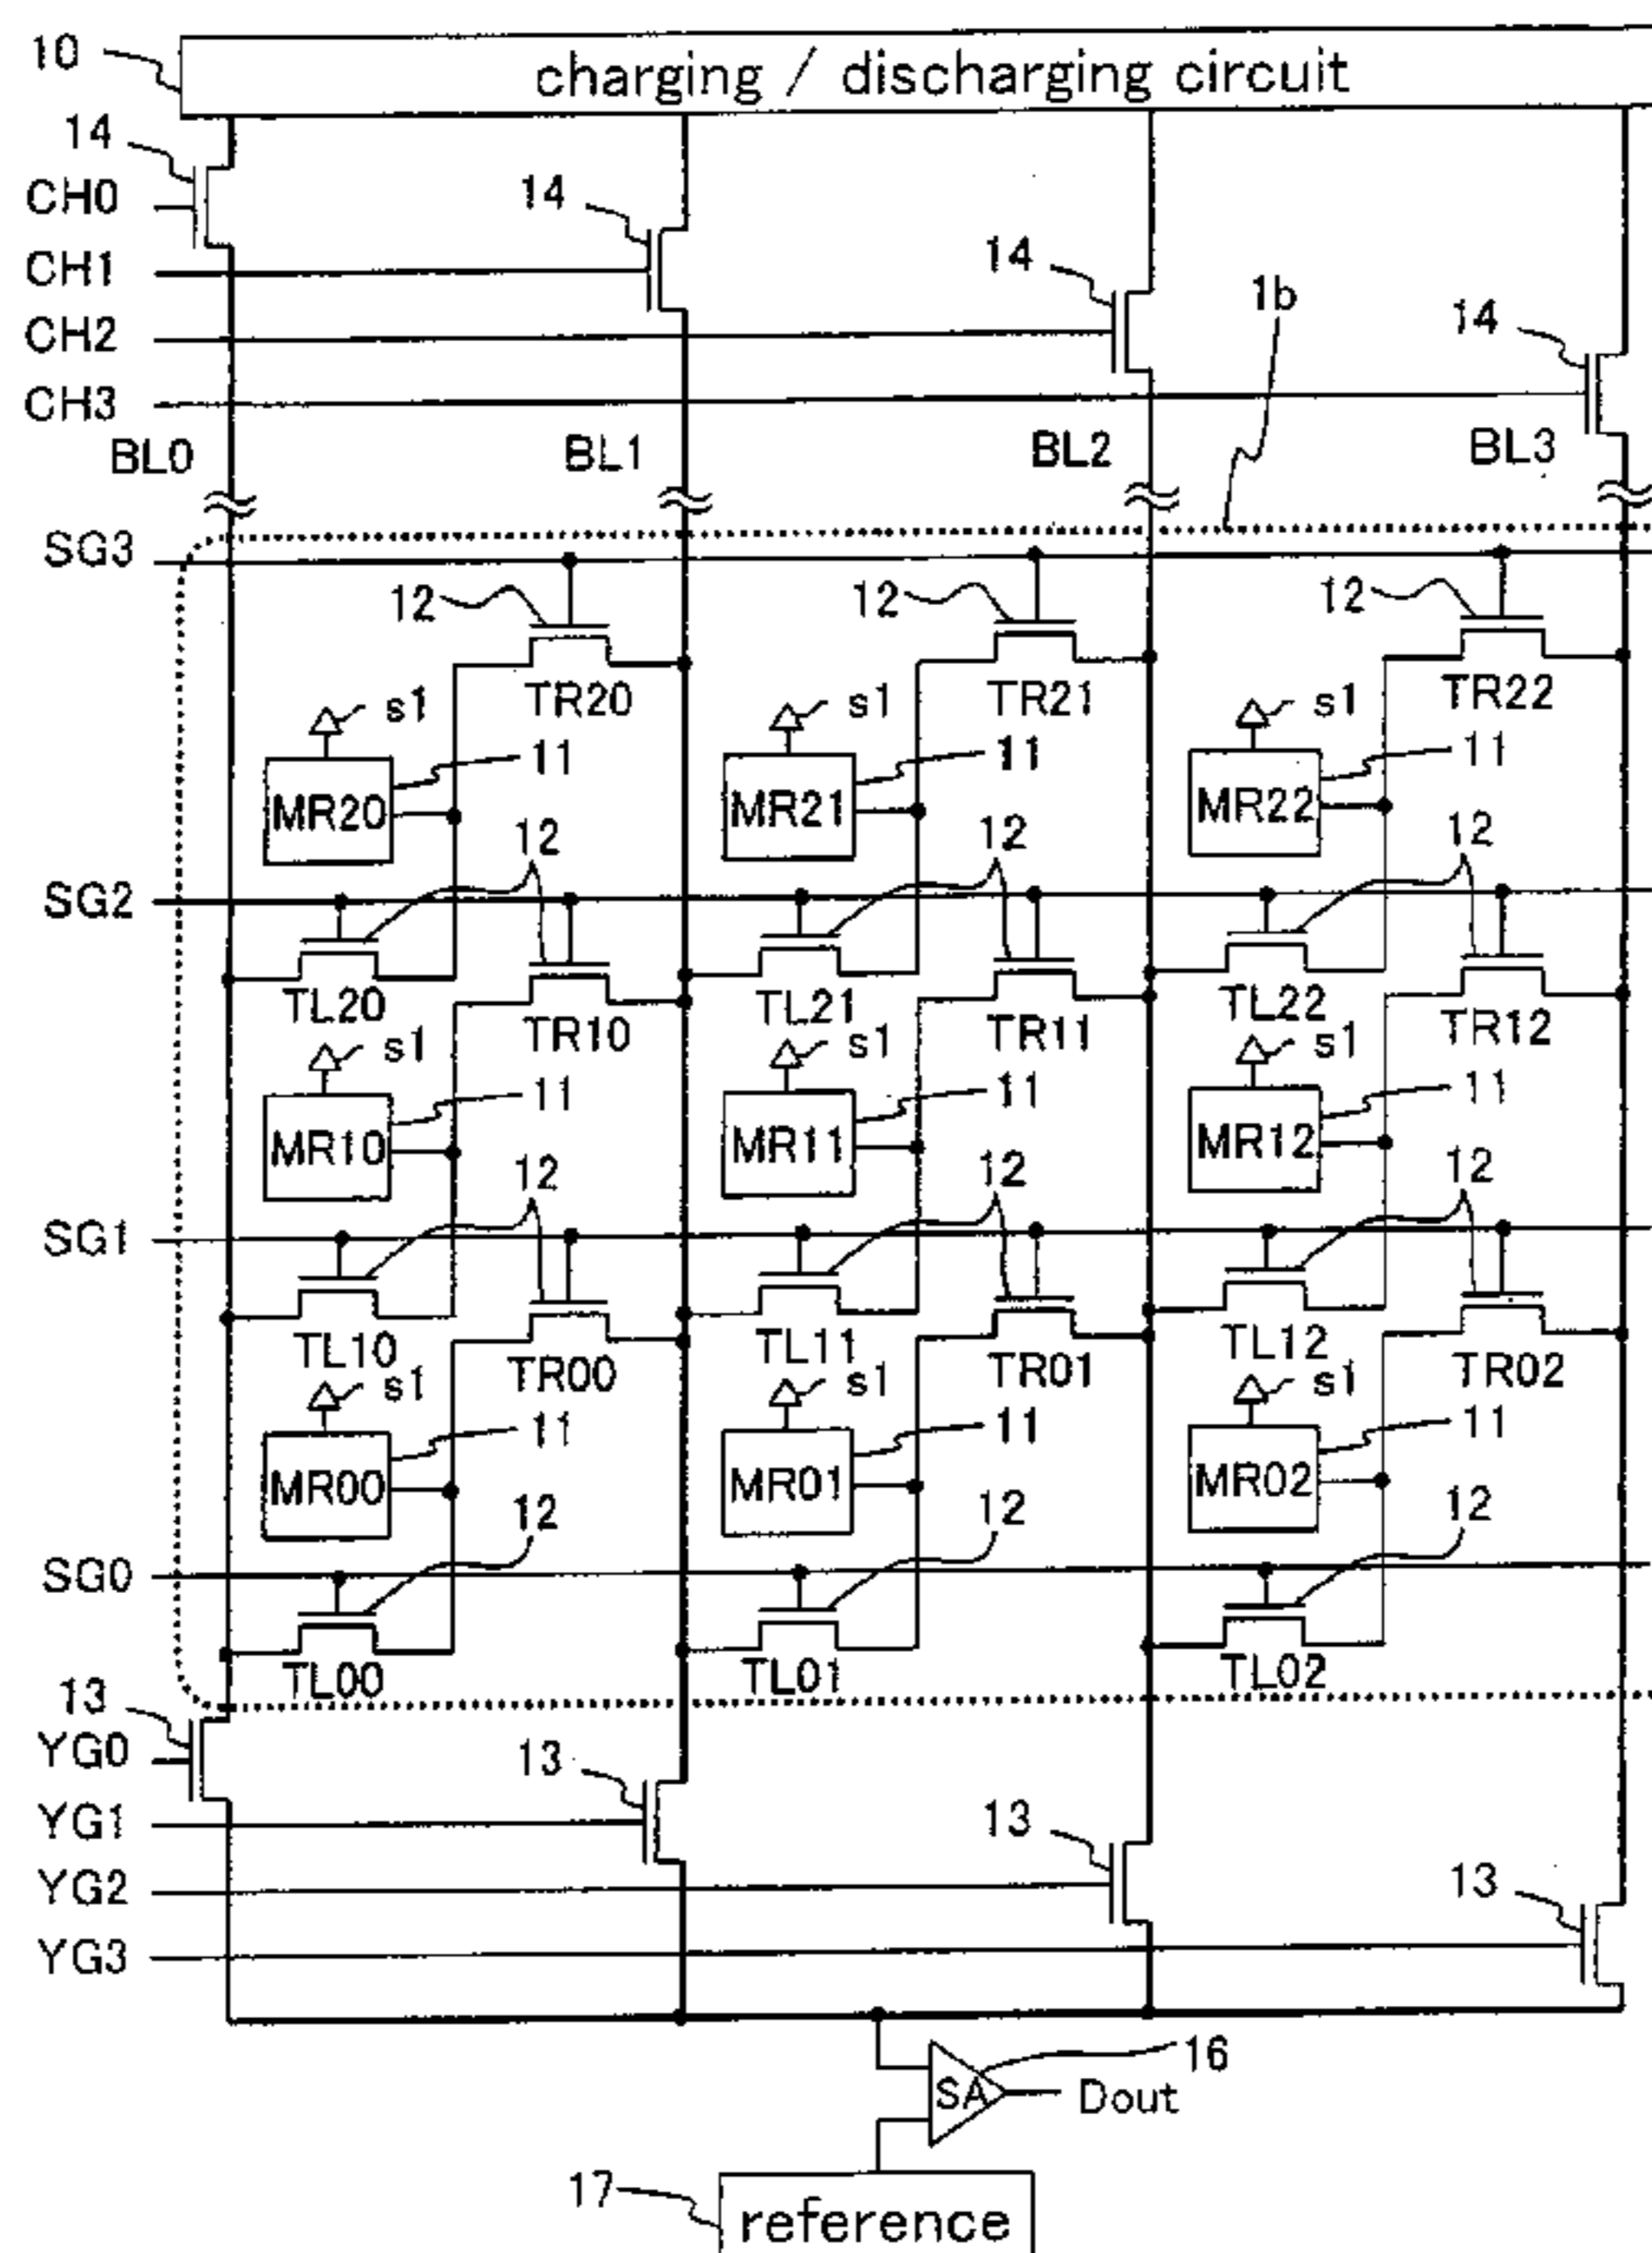 10 charging / discharging circuit
14
CH0
14
CH1
14
CH2
1b
14
CH3
BL0 BL1 BL2 BL3
SG3
12 12 12
TR20 TR21 TR22
s1 s1 s1
11 11 11
MR20 MR21 MR22
12 12 12
SG2
TL20 TL21 TL22
TR10 TR11 TR12
s1 s1 s1
11 11 11
MR10 MR11 MR12
12 12 12
SG1
TL10 TL11 TL12
TR00 TR01 TR02
s1 s1 s1
11 11 11
MR00 MR01 MR02
12 12 12
SG0
TL00 TL01 TL02
13
YG0
13
YG1
13
YG2
13
YG3
16
SA Dout
17 reference